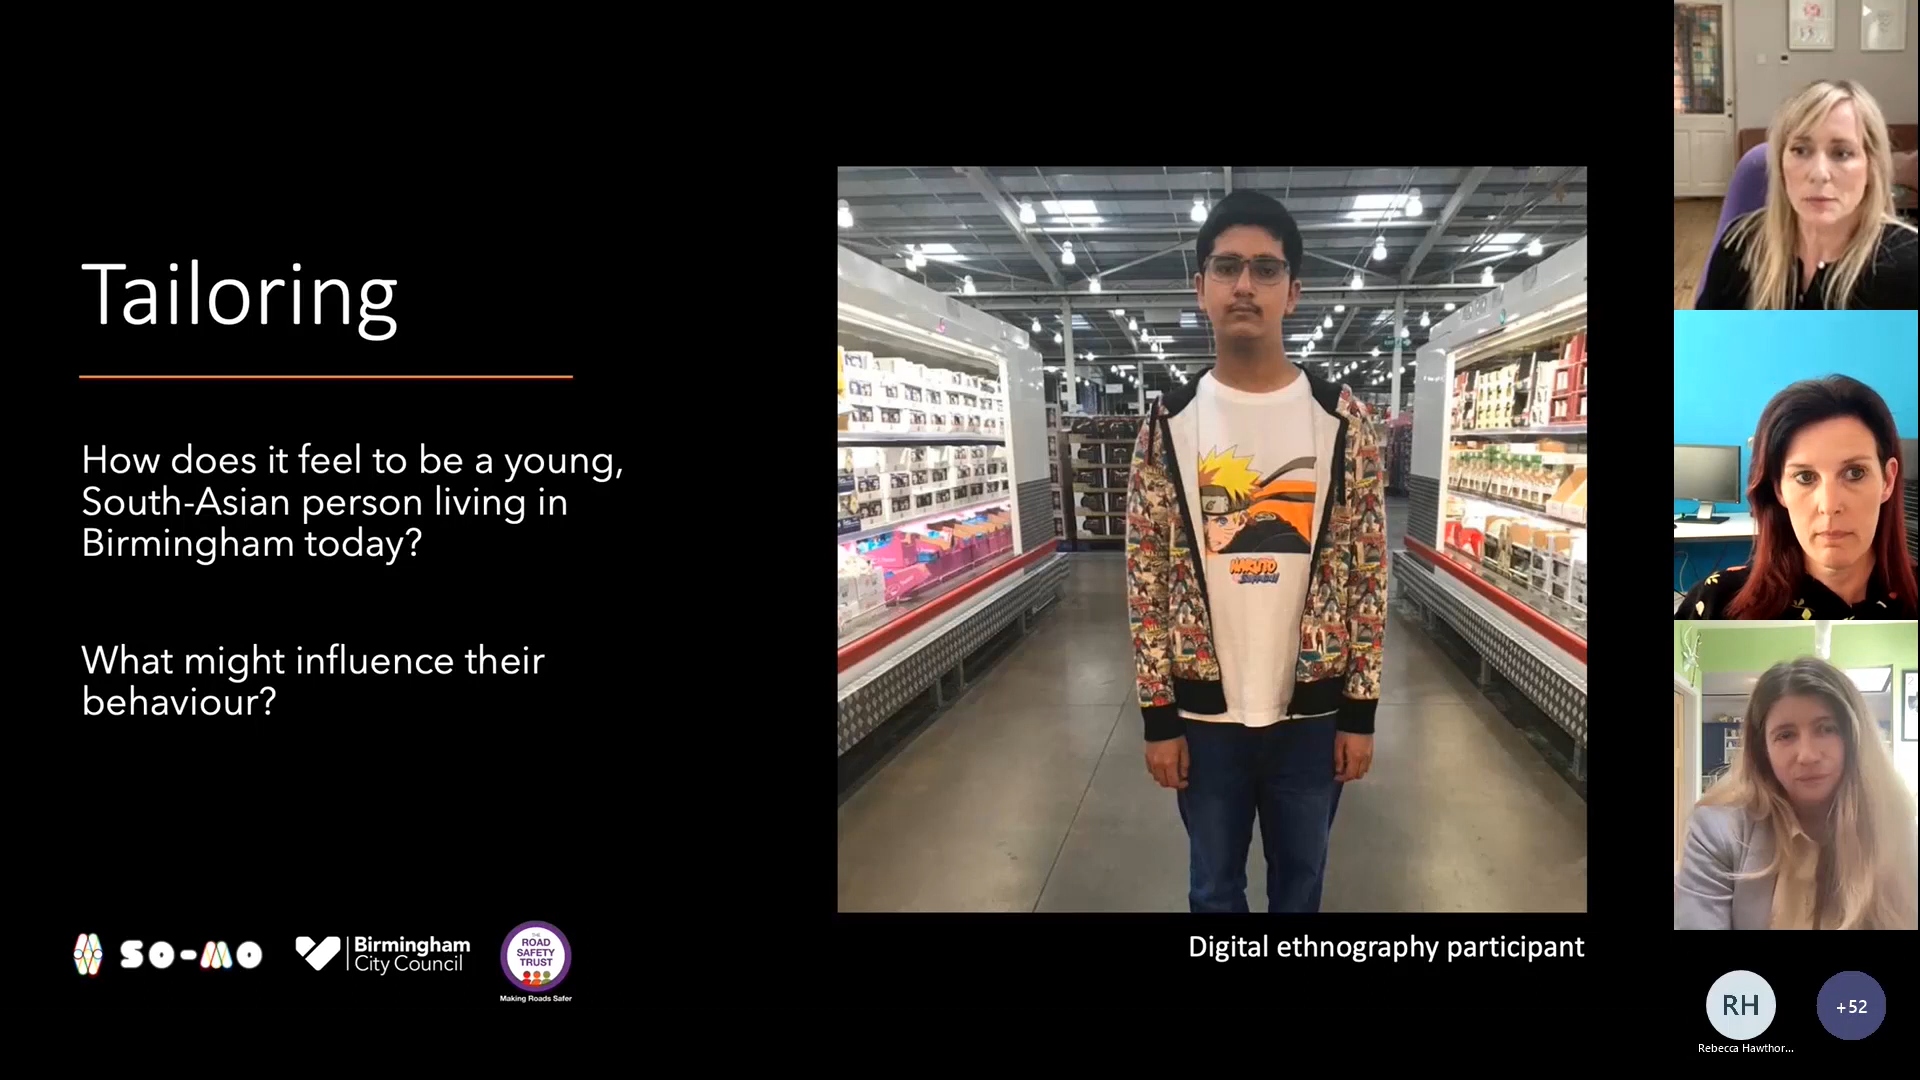 Tailoring
How does it feel to be a young,
South-Asian person living in
Birmingham today?
What might influence their
behaviour?
NARUTO
SHIPPUDEN
Digital ethnography participant
SO-MO
Birmingham
City Council
THE
ROAD
SAFETY
TRUST
Making Roads Safer
RH
+52
Rebecca Hawthor...